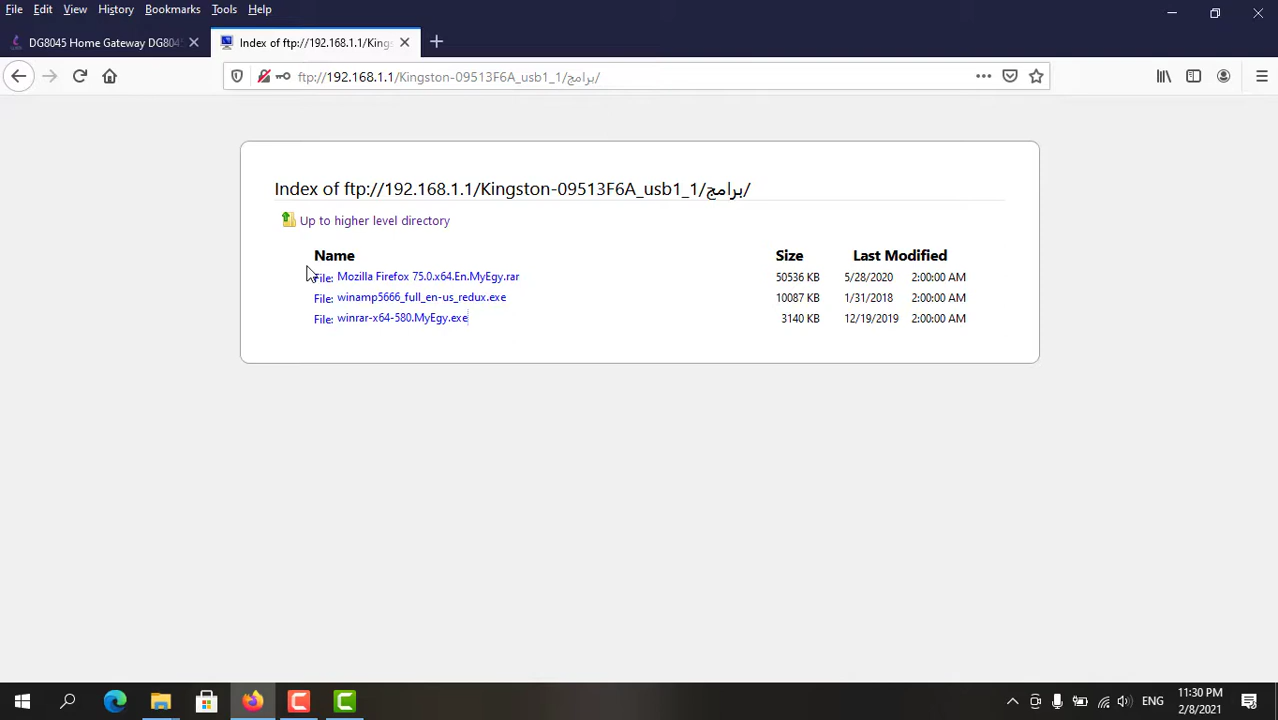 File Edit View History Bookmarks Tools Help
DG8045 Home Gateway DG8045
Index of ftp://192.168.1.1/Kings
ftp://192.168.1.1/Kingston-09513F6A_usb1_1/برامج/
Index of ftp://192.168.1.1/Kingston-09513F6A_usb1_1/برامج/
Up to higher level directory
Name Size Last Modified
File: Mozilla Firefox 75.0.x64.En.MyEgy.rar 50536 KB 5/28/2020 2:00:00 AM
File: winamp5666_full_en-us_redux.exe 10087 KB 1/31/2018 2:00:00 AM
File: winrar-x64-580.MyEgy.exe 3140 KB 12/19/2019 2:00:00 AM
ENG
11:30 PM
2/8/2021